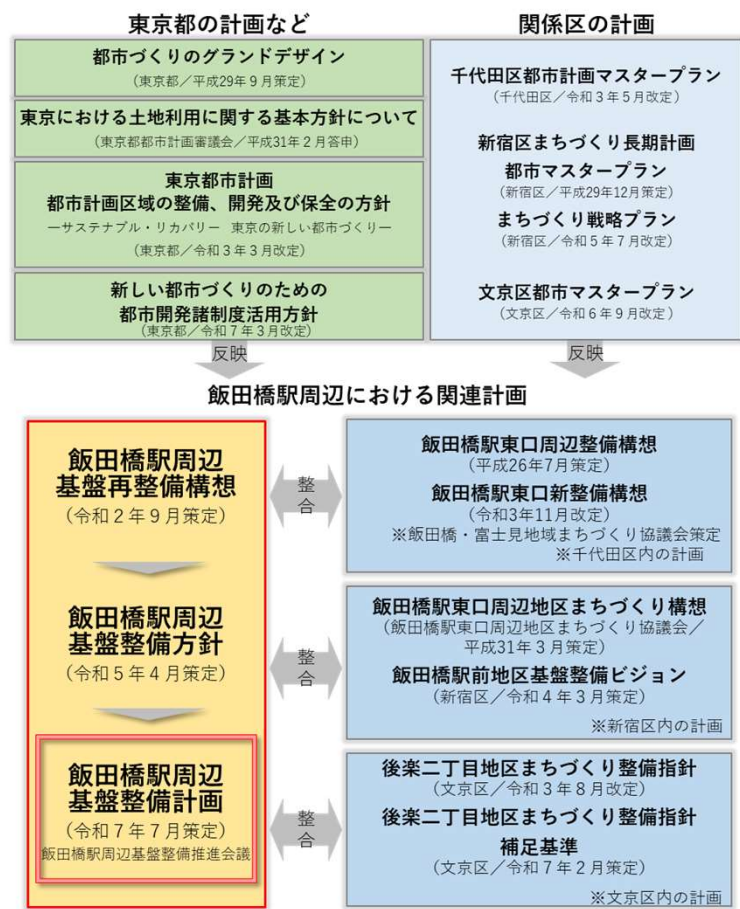 東京都の計画など
都市づくりのグランドデザイン
(東京都／平成29年９月策定)
東京における土地利用に関する基本方針について
(東京都都市計画審議会／平成31年２月答申)
東京都市計画
都市計画区域の整備、開発及び保全の方針
―サステナブル・リカバリー　東京の新しい都市づくり―
(東京都／令和３年３月改定)
新しい都市づくりのための
都市開発諸制度活用方針
(東京都／令和７年３月改定)
関係区の計画
千代田区都市計画マスタープラン
(千代田区／令和３年５月改定)
新宿区まちづくり長期計画
都市マスタープラン
(新宿区／平成29年12月策定)
まちづくり戦略プラン
(新宿区／令和５年７月改定)
文京区都市マスタープラン
(文京区／令和６年９月改定)
反映
反映
飯田橋駅周辺における関連計画
飯田橋駅周辺
基盤再整備構想
(令和２年９月策定)
整合
飯田橋駅東口周辺整備構想
(平成26年7月策定)
飯田橋駅東口新整備構想
(令和3年11月改定)
※飯田橋・富士見地域まちづくり協議会策定
※千代田区内の計画
飯田橋駅周辺
基盤整備方針
(令和５年４月策定)
整合
飯田橋駅東口周辺地区まちづくり構想
(飯田橋駅東口周辺地区まちづくり協議会／
平成31年３月策定)
飯田橋駅前地区基盤整備ビジョン
(新宿区／令和４年３月策定)
※新宿区内の計画
飯田橋駅周辺
基盤整備計画
(令和７年７月策定)
飯田橋駅周辺基盤整備推進会議
整合
後楽二丁目地区まちづくり整備指針
(文京区／令和３年８月改定)
後楽二丁目地区まちづくり整備指針
補足基準
(文京区／令和７年２月策定)
※文京区内の計画